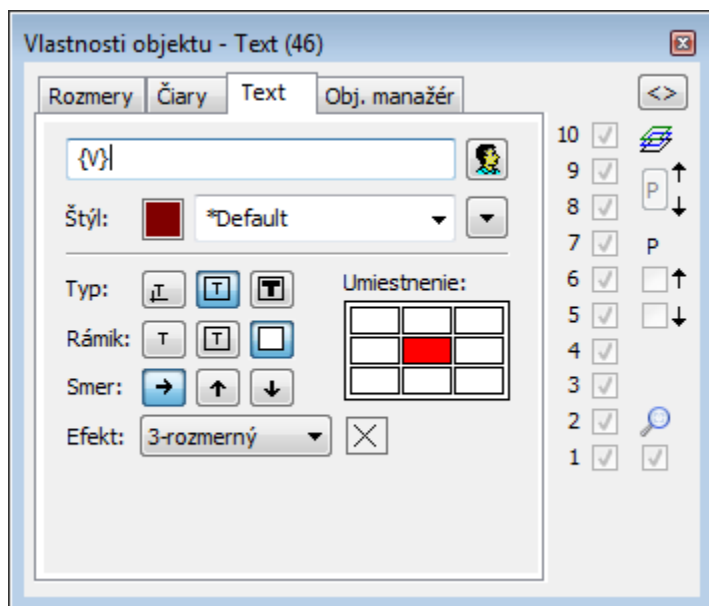 Vlastnosti objektu - Text (46)
Rozmery Čiary Text Obj. manažér
<>
{V}
Štýl: *Default
Typ: T T T
Umiestnenie:
Rámik: T T
Smer:
Efekt: 3-rozmerný
10
9
P
8
7 P
6
5
4
3
2
1